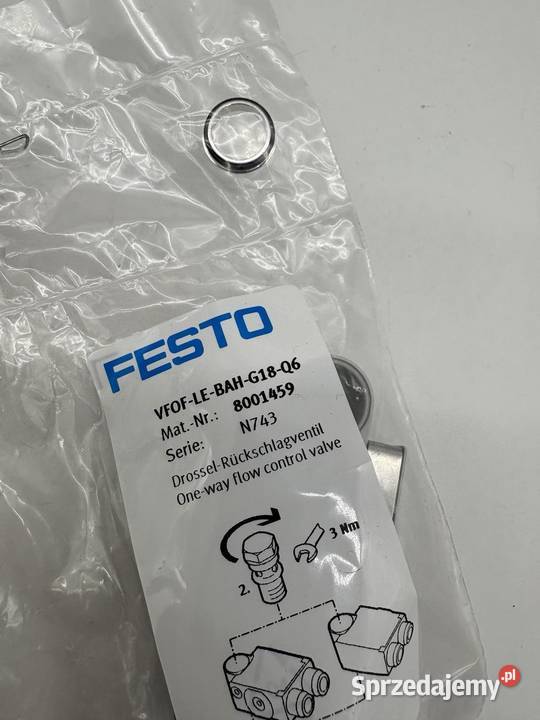 FESTO
VFOF-LE-BAH-G18-Q6
Mat.-Nr.: 8001459
Serie: N743
Drossel-Rückschlagventil
One-way flow control valve
3 Nm
2.
Sprzedajemy.pl